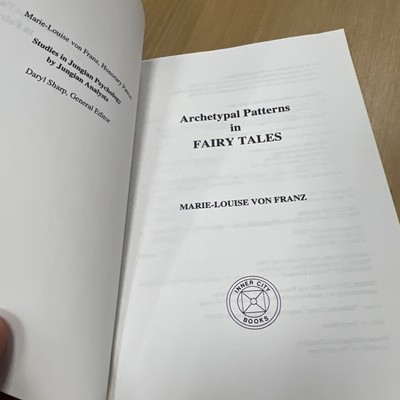 Marie-Louise von Franz, Honorary Patron
Studies in Jungian Psychology
by Jungian Analysts
Daryl Sharp, General Editor
Archetypal Patterns
in
FAIRY TALES
MARIE-LOUISE VON FRANZ
INNER CITY
BOOKS